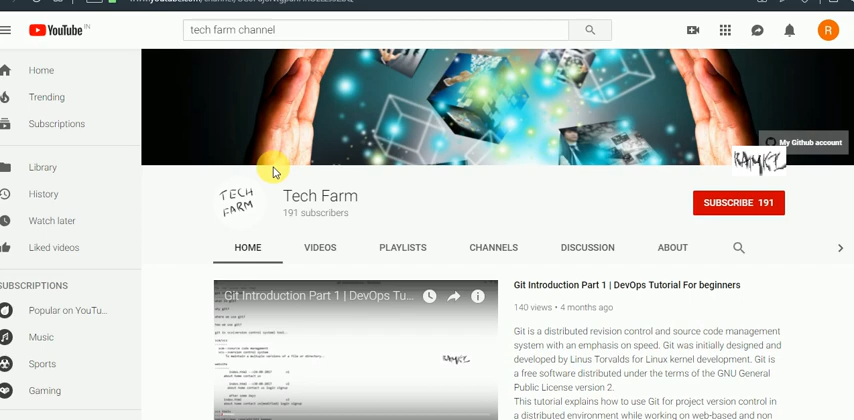 YouTube IN
tech farm channel
R
Home
Trending
Subscriptions
Library
History
Watch later
Liked videos
SUBSCRIPTIONS
Popular on YouTu...
Music
Sports
Gaming
My Github account
TECH
FARM
Tech Farm
191 subscribers
SUBSCRIBE 191
HOME VIDEOS PLAYLISTS CHANNELS DISCUSSION ABOUT
Git Introduction Part 1 | DevOps Tu...
Git Introduction Part 1 | DevOps Tutorial For beginners
140 views • 4 months ago
Git is a distributed revision control and source code management
system with an emphasis on speed. Git was initially designed and
developed by Linus Torvalds for Linux kernel development. Git is
a free software distributed under the terms of the GNU General
Public License version 2.
This tutorial explains how to use Git for project version control in
a distributed environment while working on web-based and non